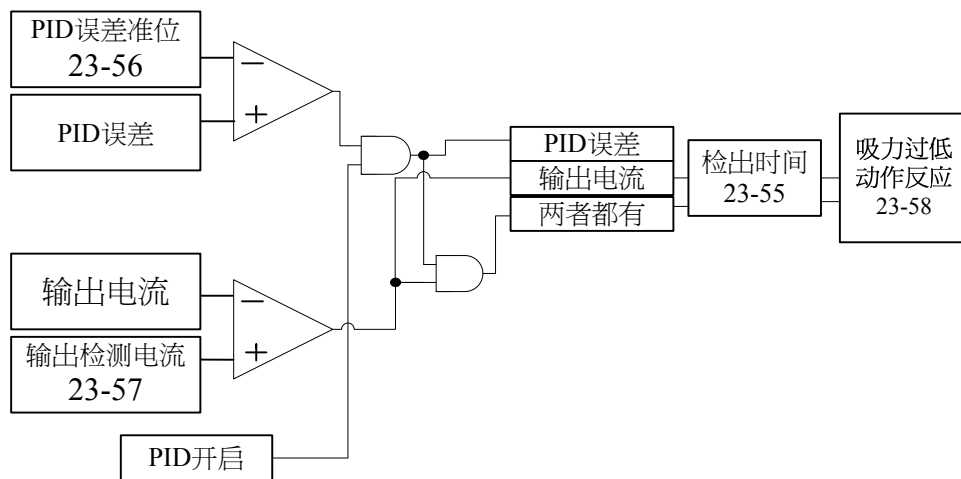 PID误差准位
23-56
PID误差
输出电流
输出检测电流
23-57
PID开启
PID误差
输出电流
两者都有
检出时间
23-55
吸力过低
动作反应
23-58